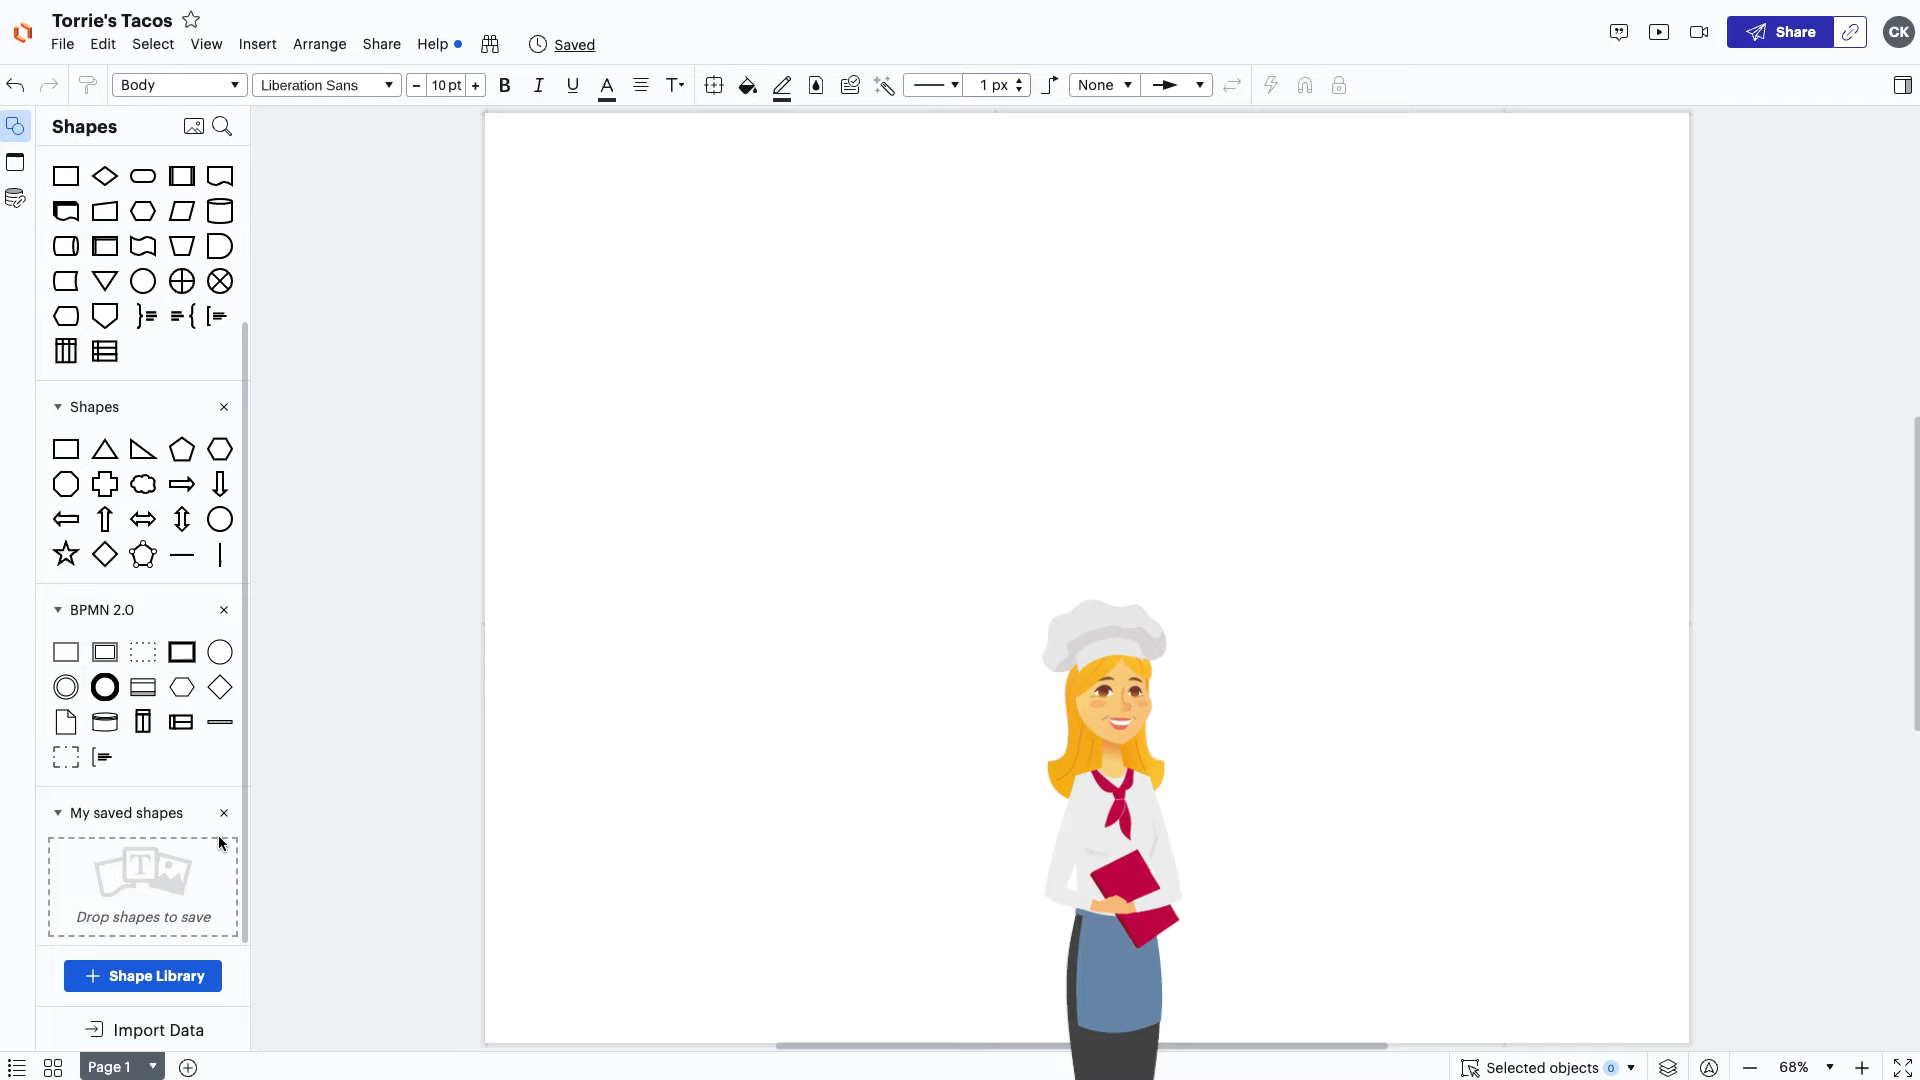 Torrie's Tacos
File Edit Select View Insert Arrange Share Help Saved
Share
CK
Body
Liberation Sans
- 10 pt +
B I U A T
1 px
None
Shapes
Shapes
BPMN 2.0
My saved shapes
T
Drop shapes to save
+ Shape Library
Import Data
Page 1
Selected objects 0
68%